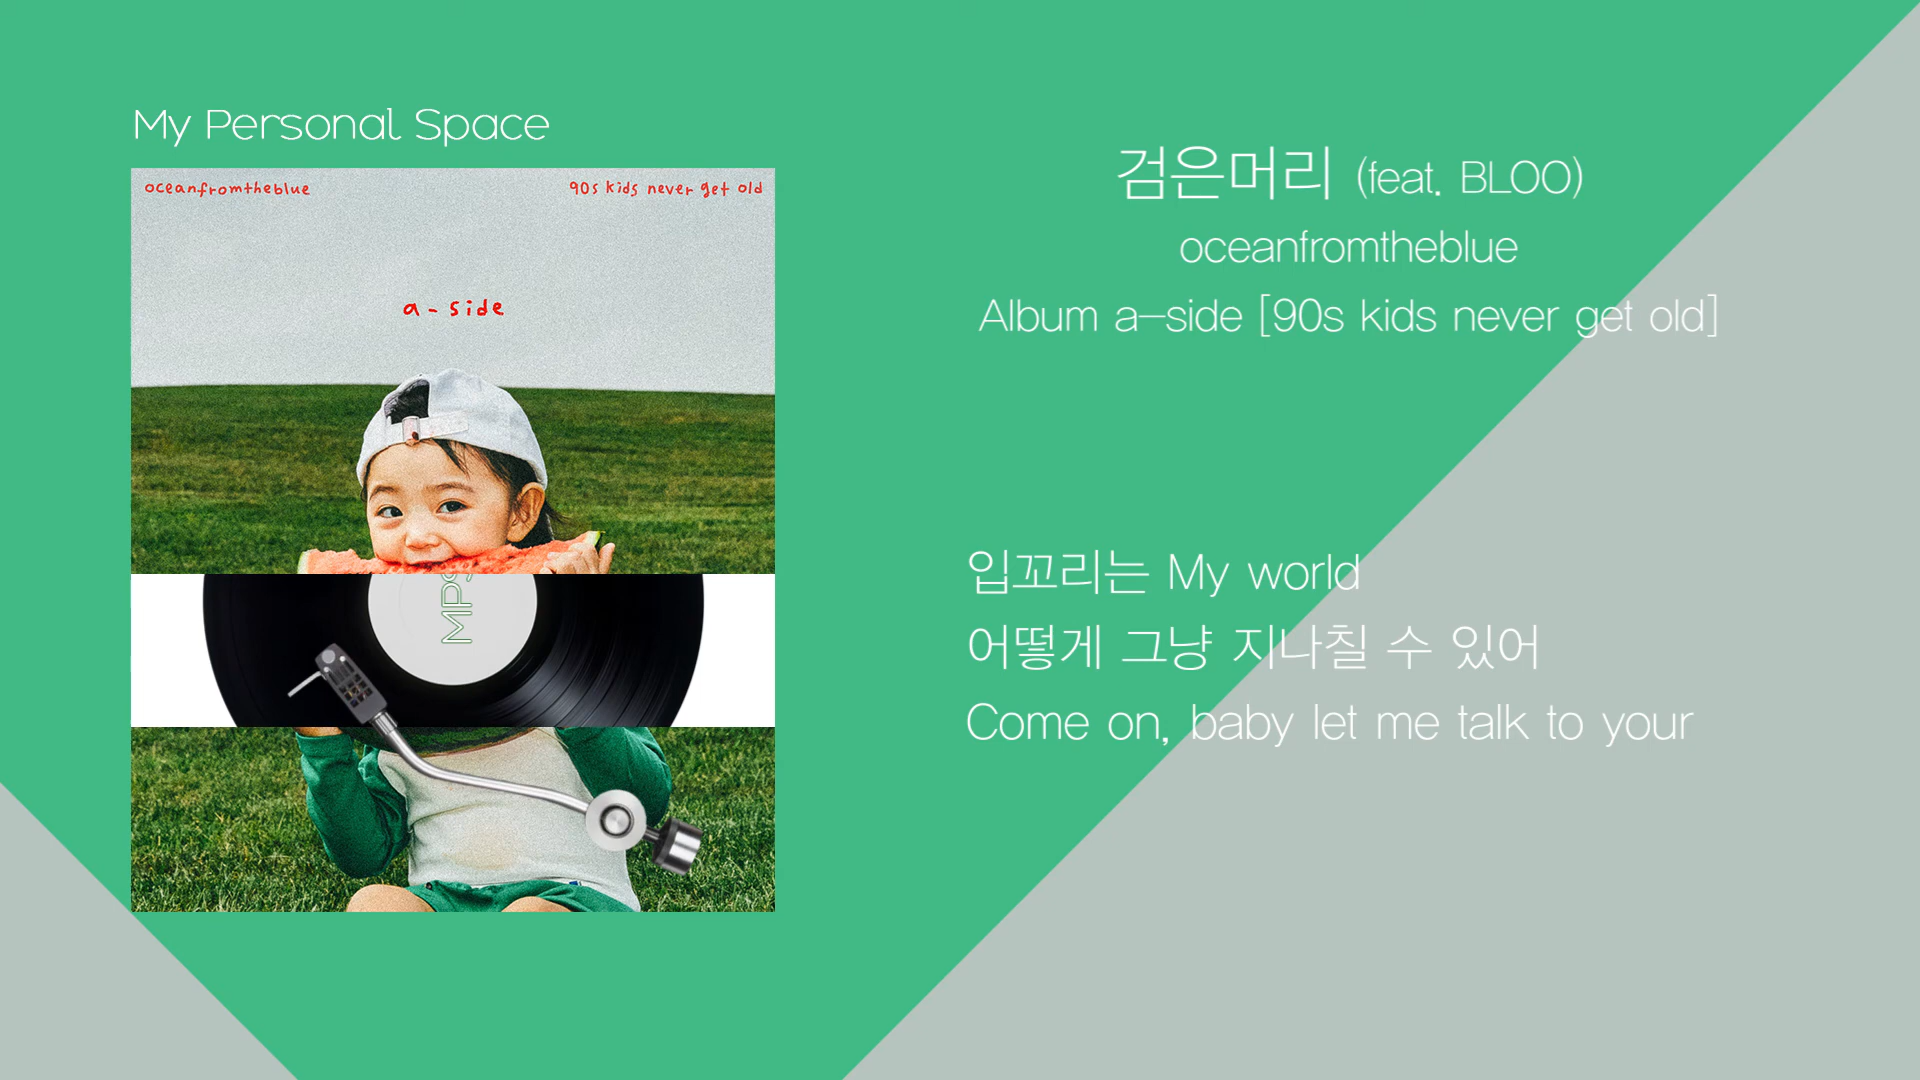 My Personal Space
oceanfromtheblue
90s kids never get old
a - side
검은머리 (feat. BLOO)
oceanfromtheblue
Album a-side [90s kids never get old]
입꼬리는 My world
어떻게 그냥 지나칠 수 있어
Come on, baby let me talk to your